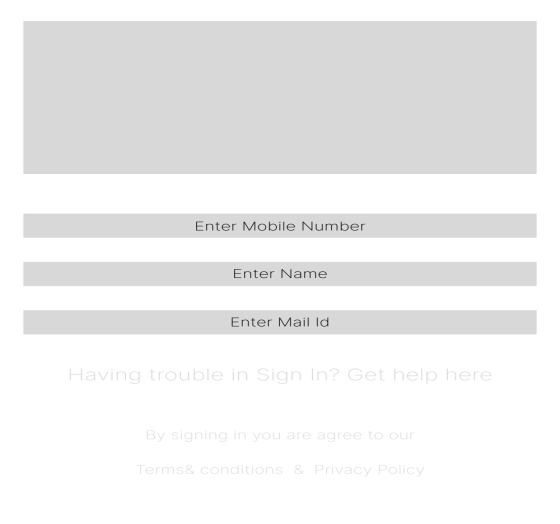 Enter Mobile Number
Enter Name
Enter Mail Id
Having trouble in Sign In? Get help here
By signing in you are agree to our
Terms& conditions & Privacy Policy